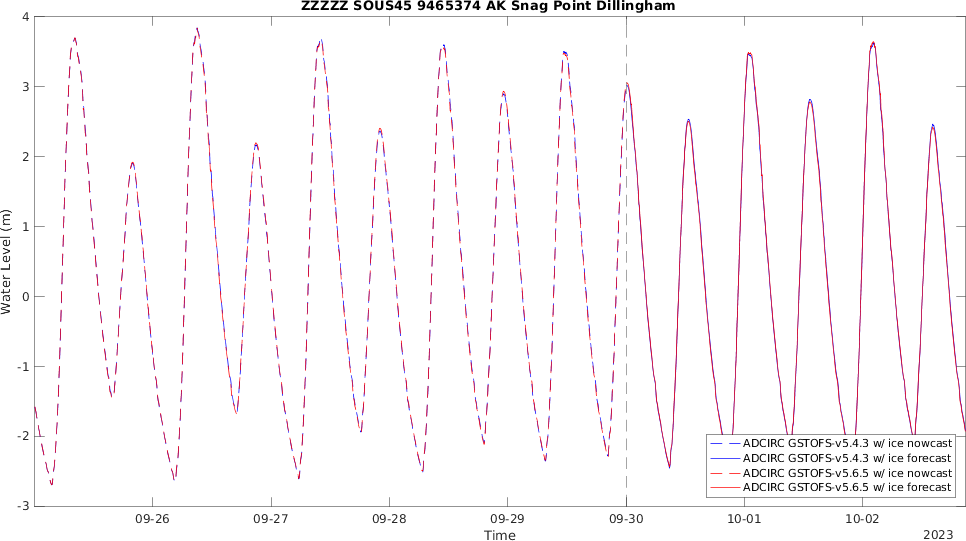 ZZZZZ SOUS45 9465374 AK Snag Point Dillingham
4
3
2
1
0
-1
-2
-3
Water Level (m)
ADCIRC GSTOFS-v5.4.3 w/ ice nowcast
ADCIRC GSTOFS-v5.4.3 w/ ice forecast
ADCIRC GSTOFS-v5.6.5 w/ ice nowcast
ADCIRC GSTOFS-v5.6.5 w/ ice forecast
09-26 09-27 09-28 09-29 09-30 10-01 10-02
Time
2023